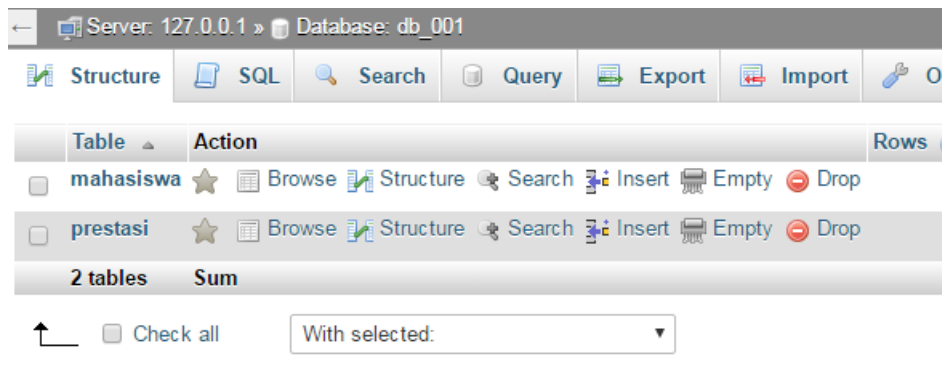 Server: 127.0.0.1 » Database: db_001
Structure SQL Search Query Export Import
Table Action Rows
mahasiswa Browse Structure Search Insert Empty Drop
prestasi Browse Structure Search Insert Empty Drop
2 tables Sum
Check all With selected: